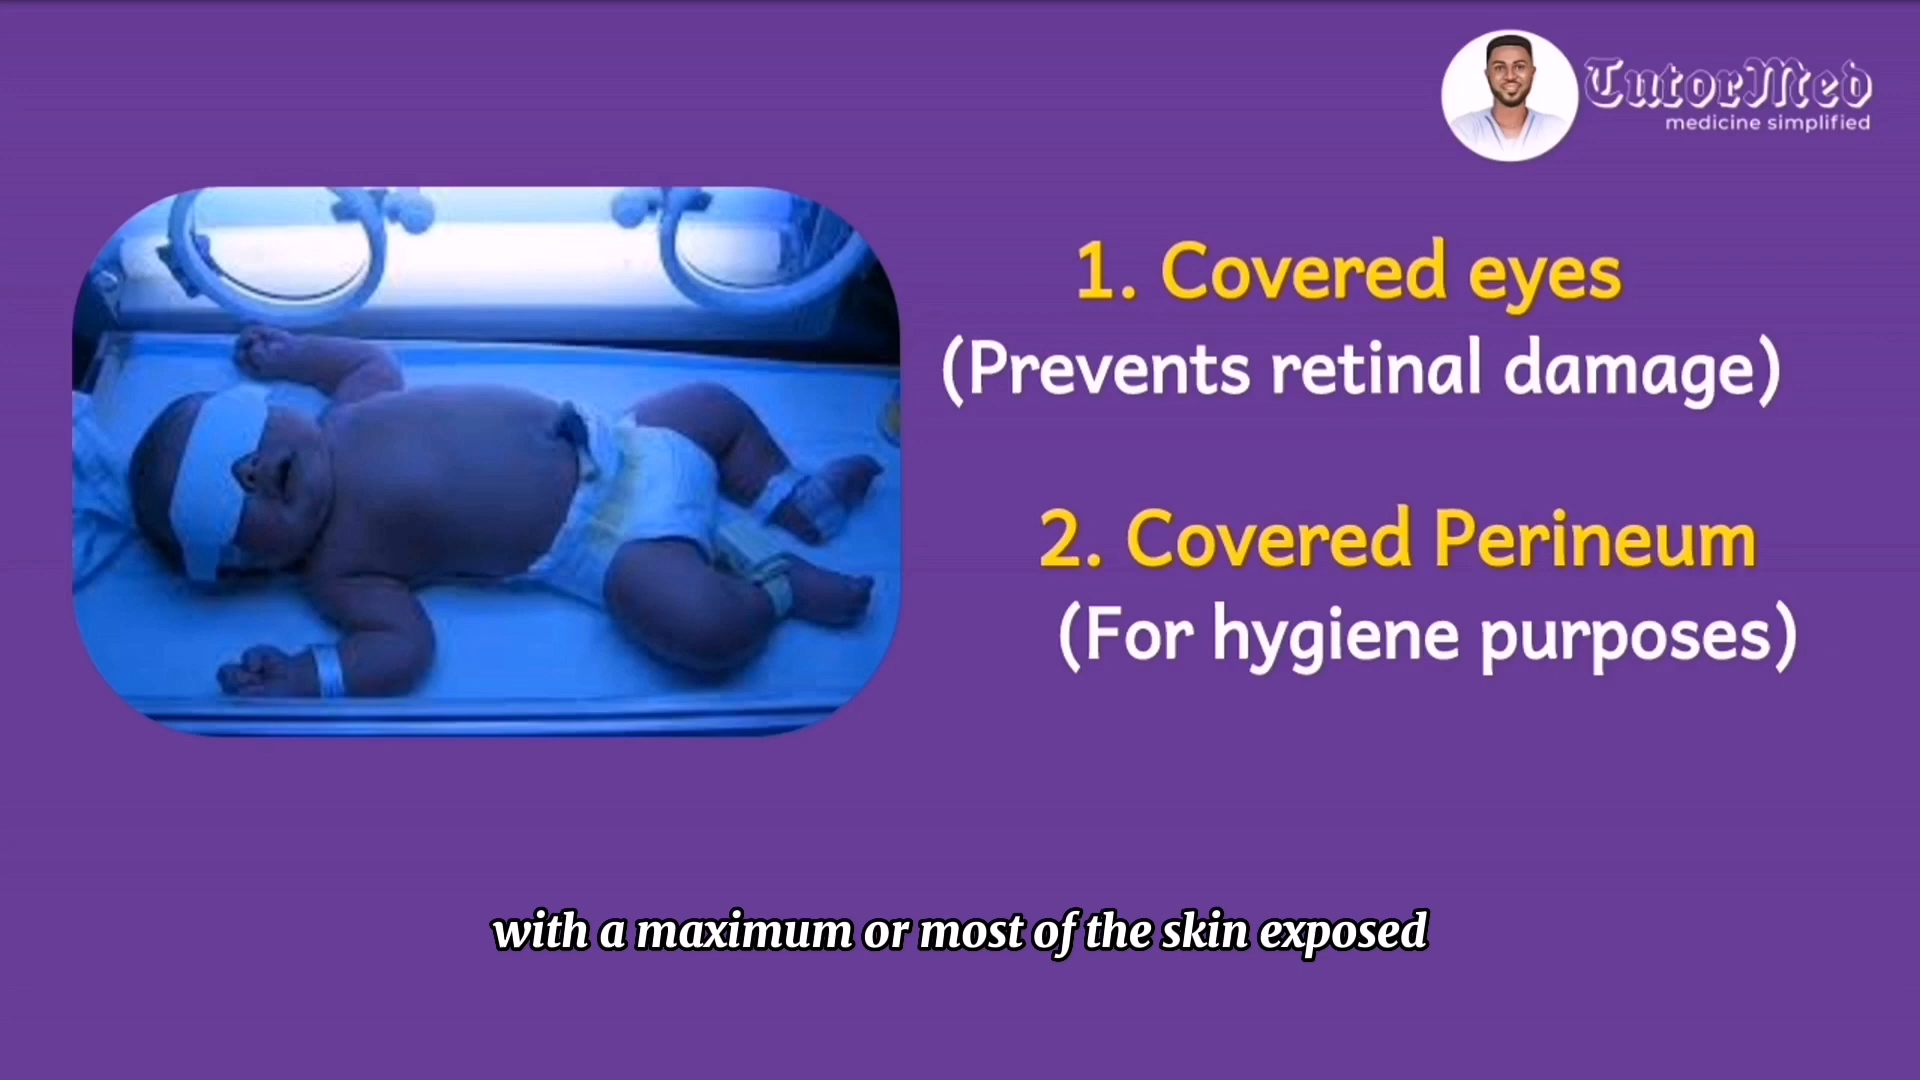 TutorMed
medicine simplified
1. Covered eyes
(Prevents retinal damage)
2. Covered Perineum
(For hygiene purposes)
with a maximum or most of the skin exposed